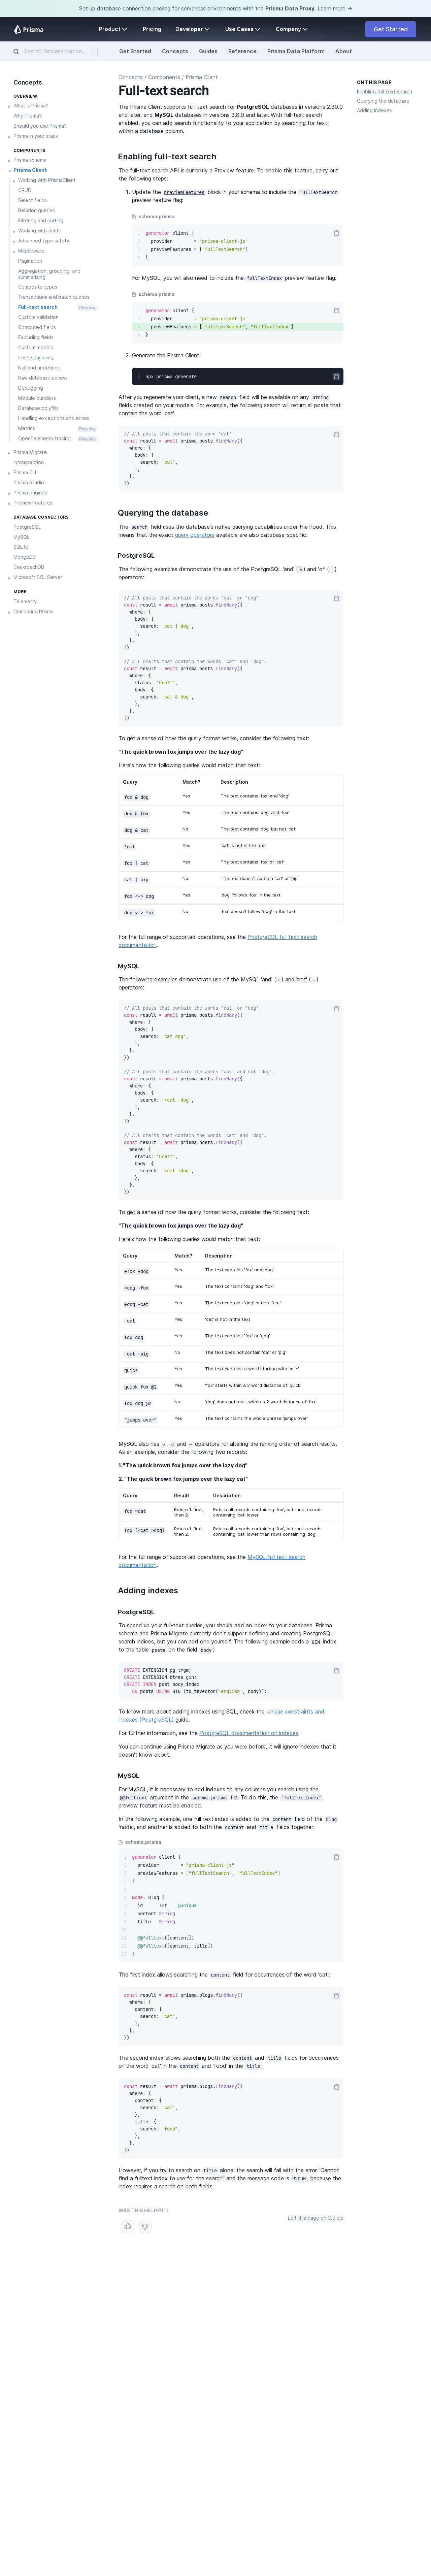 Set up database connection pooling for serverless environments with the Prisma Data Proxy. Learn more →
Prisma
Product
Pricing
Developer
Use Cases
Company
Get Started
Search Documentation...
/
Get Started
Concepts
Guides
Reference
Prisma Data Platform
About
Concepts
OVERVIEW
What is Prisma?
Why Prisma?
Should you use Prisma?
Prisma in your stack
COMPONENTS
Prisma schema
Prisma Client
Working with PrismaClient
CRUD
Select fields
Relation queries
Filtering and sorting
Working with fields
Advanced type safety
Middleware
Pagination
Aggregation, grouping, and
summarizing
Composite types
Transactions and batch queries
Full-text search
Preview
Custom validation
Computed fields
Excluding fields
Custom models
Case sensitivity
Null and undefined
Raw database access
Debugging
Module bundlers
Database polyfills
Handling exceptions and errors
Metrics
Preview
OpenTelemetry tracing
Preview
Prisma Migrate
Introspection
Prisma CLI
Prisma Studio
Prisma engines
Preview features
DATABASE CONNECTORS
PostgreSQL
MySQL
SQLite
MongoDB
CockroachDB
Microsoft SQL Server
MORE
Telemetry
Comparing Prisma
Concepts / Components / Prisma Client
Full-text search
The Prisma Client supports full-text search for PostgreSQL databases in versions 2.30.0
and later, and MySQL databases in versions 3.8.0 and later. With full-text search
enabled, you can add search functionality to your application by searching for text
within a database column.
Enabling full-text search
The full-text search API is currently a Preview feature. To enable this feature, carry out
the following steps:
1. Update the previewFeatures block in your schema to include the fullTextSearch
preview feature flag:
schema.prisma
1 generator client {
2 provider = "prisma-client-js"
3 previewFeatures = ["fullTextSearch"]
4 }
For MySQL, you will also need to include the fullTextIndex preview feature flag:
schema.prisma
1 generator client {
2 provider = "prisma-client-js"
+ previewFeatures = ["fullTextSearch", "fullTextIndex"]
4 }
2. Generate the Prisma Client:
$ npx prisma generate
After you regenerate your client, a new search field will be available on any String
fields created on your models. For example, the following search will return all posts that
contain the word 'cat'.
// All posts that contain the word 'cat'.
const result = await prisma.posts.findMany({
where: {
body: {
search: 'cat',
},
},
})
Querying the database
The search field uses the database's native querying capabilities under the hood. This
means that the exact query operators available are also database-specific.
PostgreSQL
The following examples demonstrate the use of the PostgreSQL 'and' (&) and 'or' (|)
operators:
// All posts that contain the words 'cat' or 'dog'.
const result = await prisma.posts.findMany({
where: {
body: {
search: 'cat | dog',
},
},
})
// All drafts that contain the words 'cat' and 'dog'.
const result = await prisma.posts.findMany({
where: {
status: 'Draft',
body: {
search: 'cat & dog',
},
},
})
To get a sense of how the query format works, consider the following text:
"The quick brown fox jumps over the lazy dog"
Here's how the following queries would match that text:
Query Match? Description
fox & dog Yes The text contains 'fox' and 'dog'
dog & fox Yes The text contains 'dog' and 'fox'
dog & cat No The text contains 'dog' but not 'cat'
!cat Yes 'cat' is not in the text
fox | cat Yes The text contains 'fox' or 'cat'
cat | pig No The text doesn't contain 'cat' or 'pig'
fox <-> dog Yes 'dog' follows 'fox' in the text
dog <-> fox No 'fox' doesn't follow 'dog' in the text
For the full range of supported operations, see the PostgreSQL full text search
documentation.
MySQL
The following examples demonstrate use of the MySQL 'and' (+) and 'not' (-)
operators:
// All posts that contain the words 'cat' or 'dog'.
const result = await prisma.posts.findMany({
where: {
body: {
search: 'cat dog',
},
},
})
// All posts that contain the words 'cat' and not 'dog'.
const result = await prisma.posts.findMany({
where: {
body: {
search: '+cat -dog',
},
},
})
// All drafts that contain the words 'cat' and 'dog'.
const result = await prisma.posts.findMany({
where: {
status: 'Draft',
body: {
search: '+cat +dog',
},
},
})
To get a sense of how the query format works, consider the following text:
"The quick brown fox jumps over the lazy dog"
Here's how the following queries would match that text:
Query Match? Description
+fox +dog Yes The text contains 'fox' and 'dog'
+dog +fox Yes The text contains 'dog' and 'fox'
+dog -cat Yes The text contains 'dog' but not 'cat'
-cat Yes 'cat' is not in the text
fox dog Yes The text contains 'fox' or 'dog'
-cat -pig No The text does not contain 'cat' or 'pig'
quic* Yes The text contains a word starting with 'quic'
quick fox @2 Yes 'fox' starts within a 2 word distance of 'quick'
fox dog @2 No 'dog' does not start within a 2 word distance of 'fox'
"jumps over" Yes The text contains the whole phrase 'jumps over'
MySQL also has >, < and ~ operators for altering the ranking order of search results.
As an example, consider the following two records:
1. "The quick brown fox jumps over the lazy dog"
2. "The quick brown fox jumps over the lazy cat"
Query Result Description
fox ~cat Return 1. first, then 2. Return all records containing 'fox', but rank records containing 'cat' lower
fox (<cat >dog) Return 1. first, then 2. Return all records containing 'fox', but rank records containing 'cat' lower than rows containing 'dog'
For the full range of supported operations, see the MySQL full text search
documentation.
Adding indexes
PostgreSQL
To speed up your full-text queries, you should add an index to your database. Prisma
schema and Prisma Migrate currently don't support defining and creating PostgreSQL
search indices, but you can add one yourself. The following example adds a GIN index
to the table posts on the field body:
CREATE EXTENSION pg_trgm;
CREATE EXTENSION btree_gin;
CREATE INDEX post_body_index
ON posts USING GIN (to_tsvector('english', body));
To know more about adding indexes using SQL, check the Unique constraints and
indexes (PostgreSQL) guide.
For further information, see the PostgreSQL documentation on indexes.
You can continue using Prisma Migrate as you were before, it will ignore indexes that it
doesn't know about.
MySQL
For MySQL, it is necessary to add indexes to any columns you search using the
@@fulltext argument in the schema.prisma file. To do this, the "fullTextIndex"
preview feature must be enabled.
In the following example, one full text index is added to the content field of the Blog
model, and another is added to both the content and title fields together:
schema.prisma
1 generator client {
2 provider = "prisma-client-js"
3 previewFeatures = ["fullTextSearch", "fullTextIndex"]
4 }
5
6 model Blog {
7 id Int @unique
8 content String
9 title String
10
11 @@fulltext([content])
12 @@fulltext([content, title])
13 }
The first index allows searching the content field for occurrences of the word 'cat':
const result = await prisma.blogs.findMany({
where: {
content: {
search: 'cat',
},
},
})
The second index allows searching both the content and title fields for occurrences
of the word 'cat' in the content and 'food' in the title:
const result = await prisma.blogs.findMany({
where: {
content: {
search: 'cat',
},
title: {
search: 'food',
},
},
})
However, if you try to search on title alone, the search will fail with the error "Cannot
find a fulltext index to use for the search" and the message code is P2030, because the
index requires a search on both fields.
WAS THIS HELPFUL?
Edit this page on GitHub
ON THIS PAGE
Enabling full-text search
Querying the database
Adding indexes